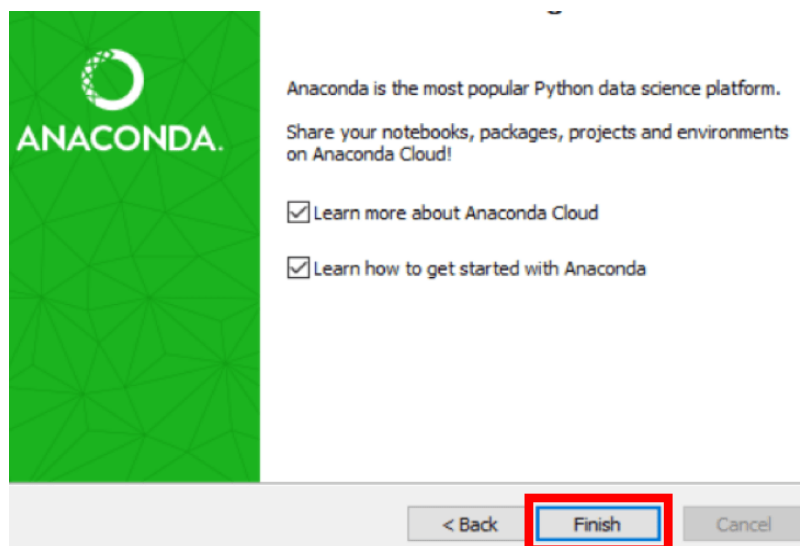 ANACONDA.
Anaconda is the most popular Python data science platform.
Share your notebooks, packages, projects and environments
on Anaconda Cloud!
Learn more about Anaconda Cloud
Learn how to get started with Anaconda
< Back
Finish
Cancel